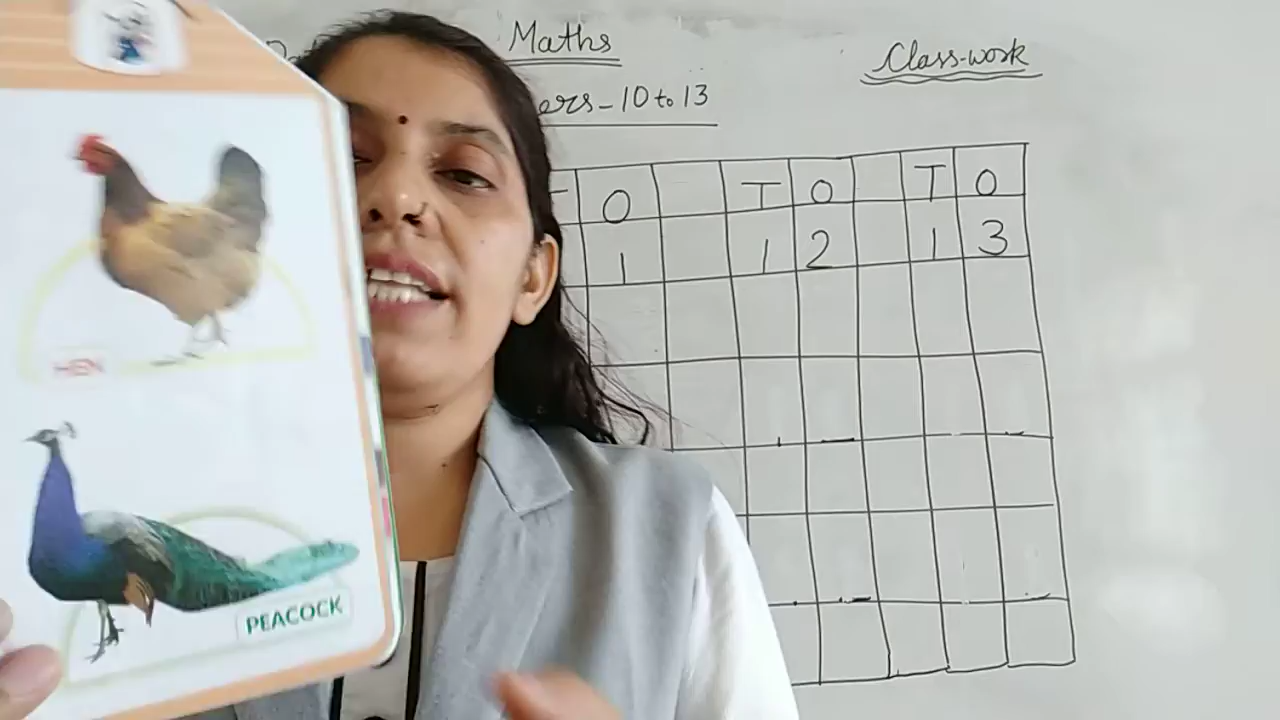 Maths
Class-work
ers - 10 to 13
O T O T O
1 1 2 1 3
HEN
PEACOCK